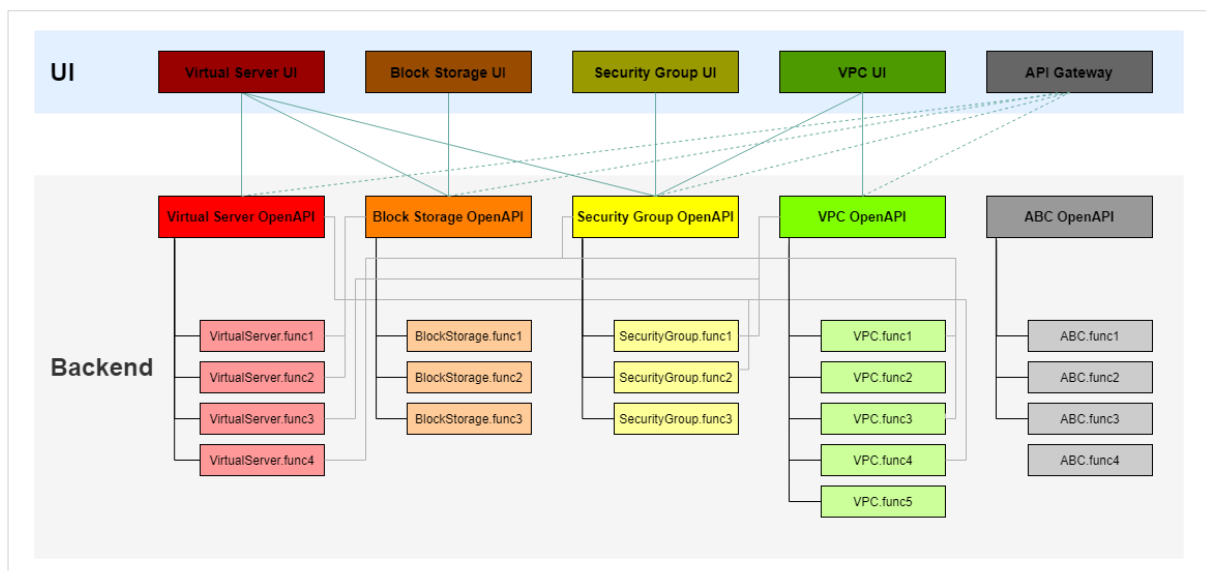 UI
Virtual Server UI
Block Storage UI
Security Group UI
VPC UI
API Gateway
Backend
Virtual Server OpenAPI
Block Storage OpenAPI
Security Group OpenAPI
VPC OpenAPI
ABC OpenAPI
VirtualServer.func1
BlockStorage.func1
SecurityGroup.func1
VPC.func1
ABC.func1
VirtualServer.func2
BlockStorage.func2
SecurityGroup.func2
VPC.func2
ABC.func2
VirtualServer.func3
BlockStorage.func3
SecurityGroup.func3
VPC.func3
ABC.func3
VirtualServer.func4
VPC.func4
ABC.func4
VPC.func5